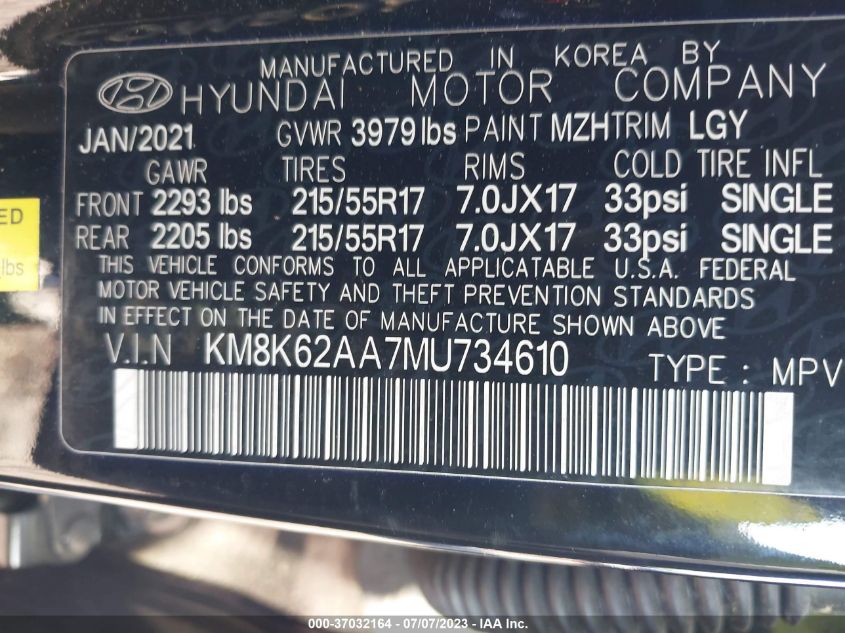 MANUFACTURED IN KOREA BY
HYUNDAI MOTOR COMPANY
JAN/2021 GVWR 3979 lbs PAINT MZH TRIM LGY
GAWR TIRES RIMS COLD TIRE INFL
FRONT 2293 lbs 215/55R17 7.0JX17 33psi SINGLE
REAR 2205 lbs 215/55R17 7.0JX17 33psi SINGLE
THIS VEHICLE CONFORMS TO ALL APPLICATABLE U.S.A. FEDERAL
MOTOR VEHICLE SAFETY AND THEFT PREVENTION STANDARDS
IN EFFECT ON THE DATE OF MANUFACTURE SHOWN ABOVE
V.I.N KM8K62AA7MU734610
TYPE : MPV
ED
lbs
000-37032164 - 07/07/2023 - IAA Inc.